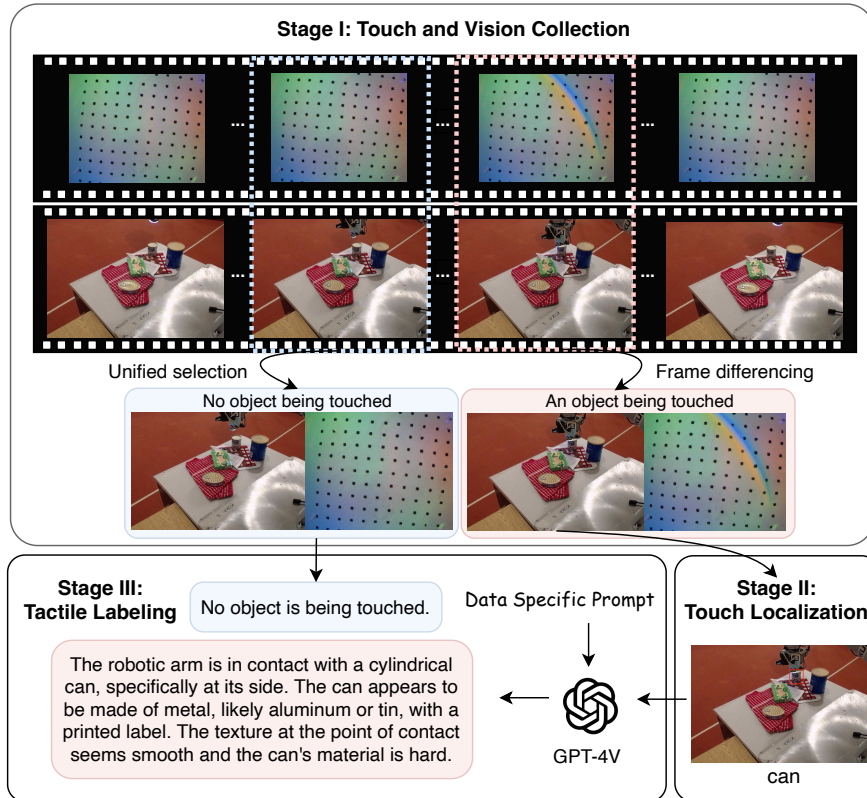 Stage I: Touch and Vision Collection
...
...
...
...
...
...
Unified selection
Frame differencing
No object being touched
An object being touched
Stage III:
Tactile Labeling
No object is being touched.
Data Specific Prompt
Stage II:
Touch Localization
The robotic arm is in contact with a cylindrical
can, specifically at its side. The can appears to
be made of metal, likely aluminum or tin, with a
printed label. The texture at the point of contact
seems smooth and the can's material is hard.
GPT-4V
can